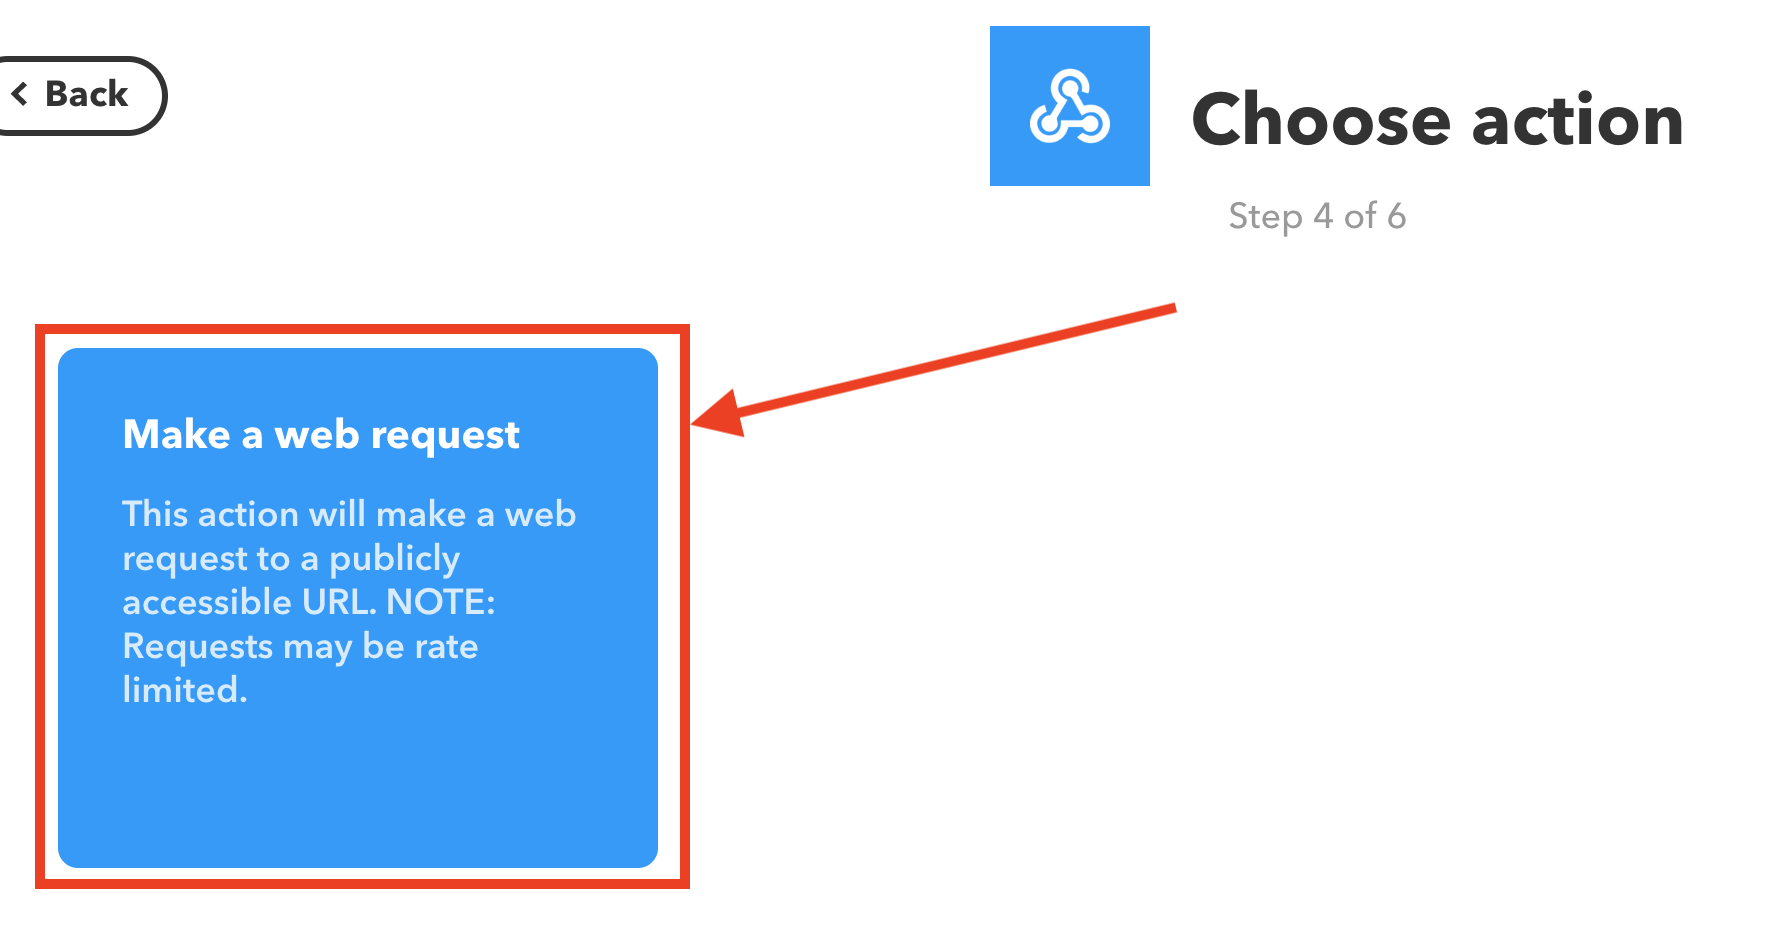 Back
Choose action
Step 4 of 6
Make a web request
This action will make a web
request to a publicly
accessible URL. NOTE:
Requests may be rate
limited.